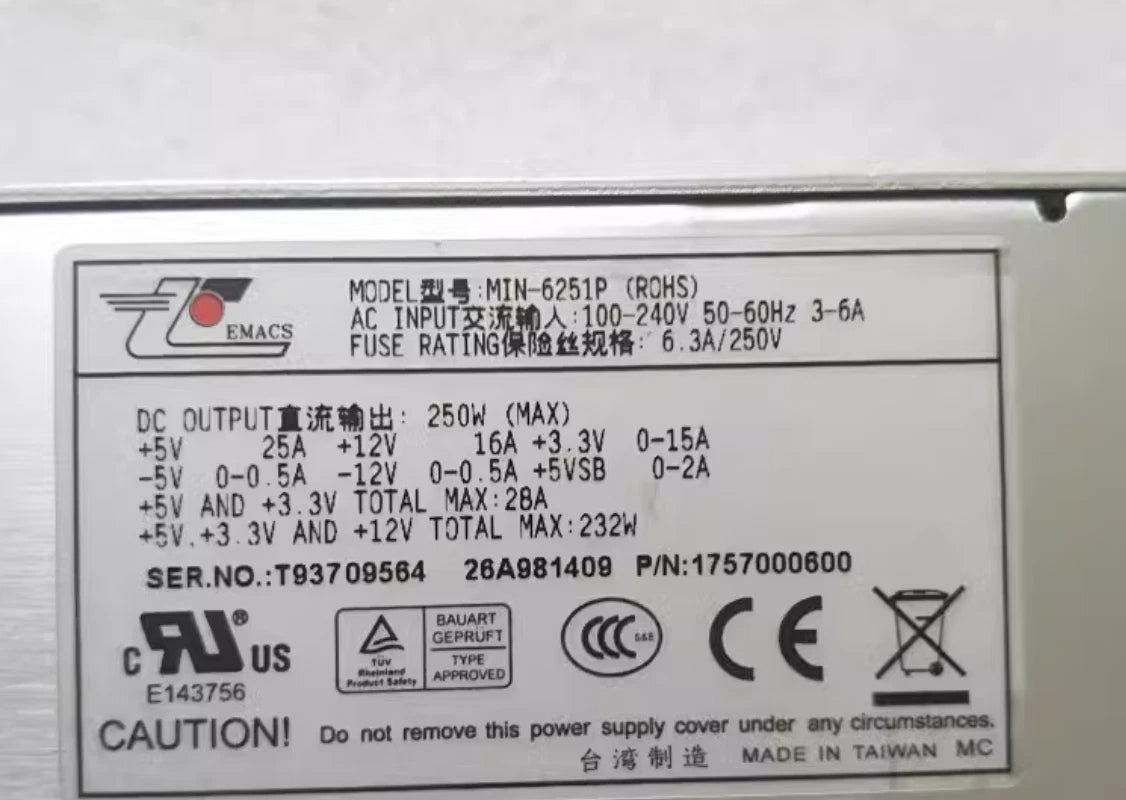 EMACS
MODEL型号:MIN-6251P (ROHS)
AC INPUT交流输入:100-240V 50-60Hz 3-6A
FUSE RATING保险丝规格: 6.3A/250V
DC OUTPUT直流输出: 250W (MAX)
+5V 25A +12V 16A +3.3V 0-15A
-5V 0-0.5A -12V 0-0.5A +5VSB 0-2A
+5V AND +3.3V TOTAL MAX:28A
+5V.+3.3V AND +12V TOTAL MAX:232W
SER.NO.:T93709564 26A981409 P/N:1757000600
C RU® US
E143756
TÜV
Rheinland
Product Safety
BAUART
GEPRÜFT
TYPE
APPROVED
CCC S&E
CE
CAUTION! Do not remove this power supply cover under any circumstances.
台湾制造 MADE IN TAIWAN MC